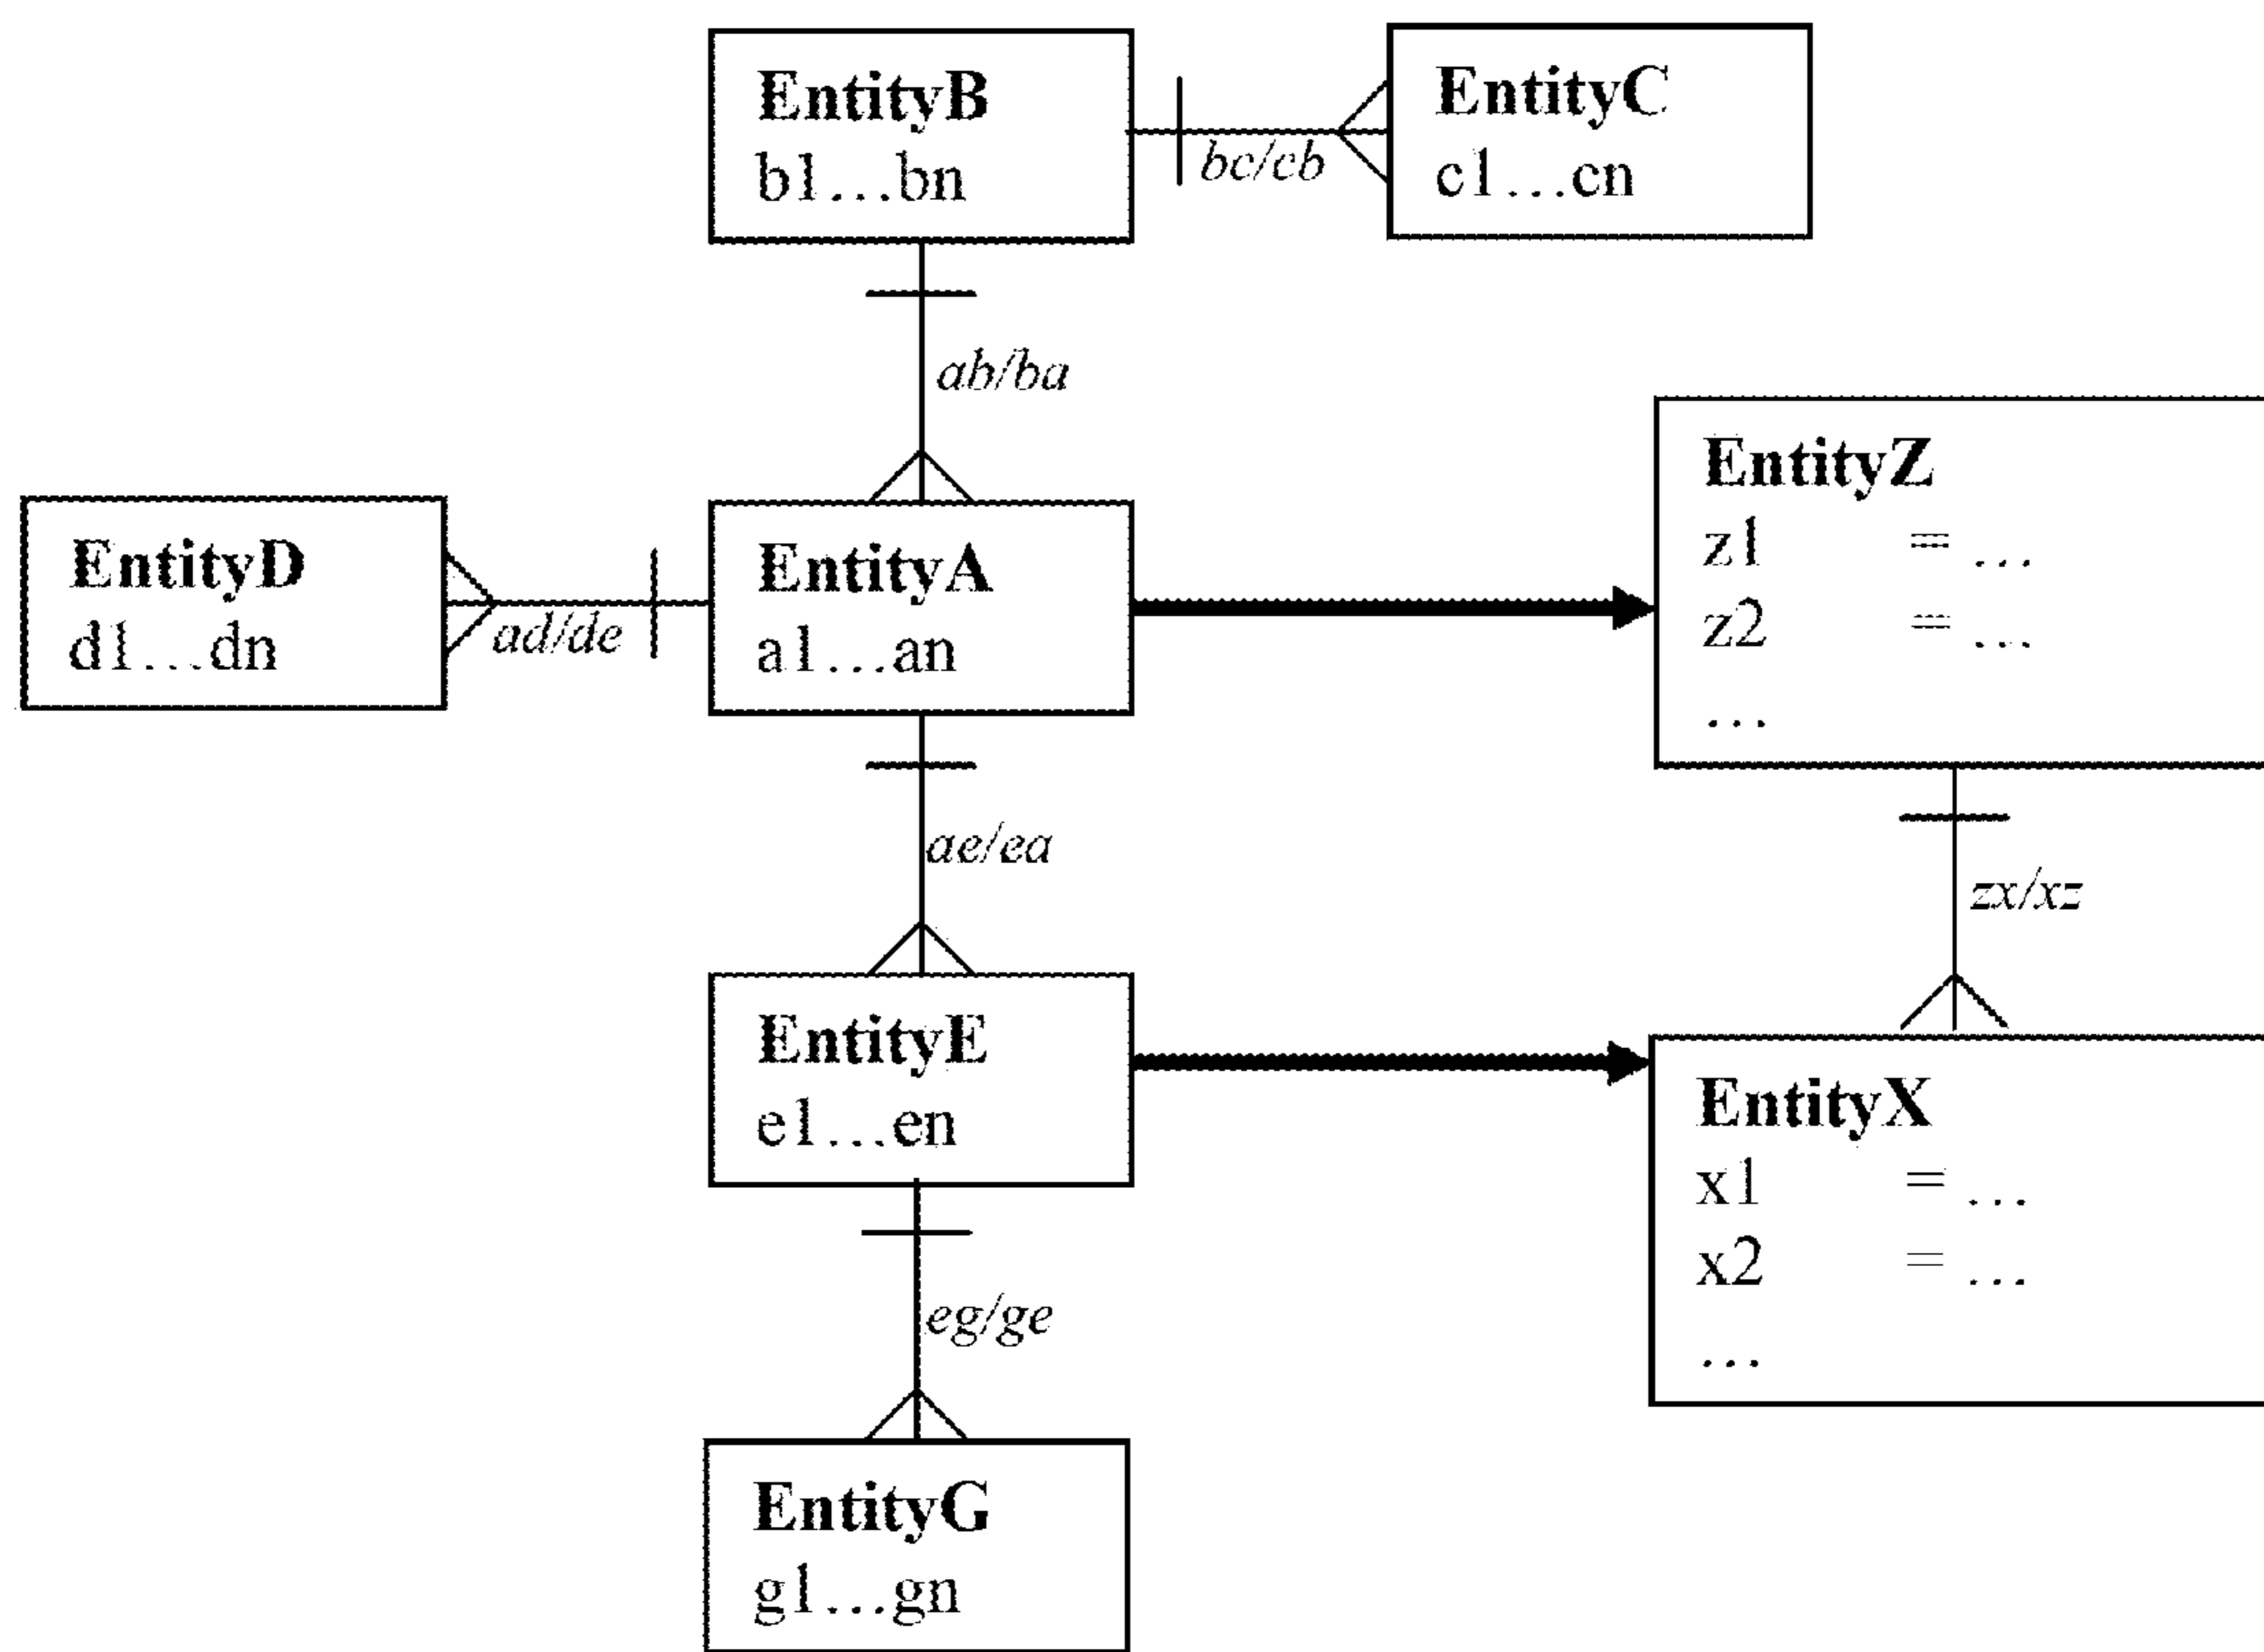 EntityB
b1...bn
bc/cb
EntityC
c1...cn
ab/ba
EntityD
d1...dn
ad/de
EntityA
a1...an
EntityZ
z1 = ...
z2 = ...
...
ae/ea
zx/xz
EntityE
e1...en
EntityX
x1 = ...
x2 = ...
...
eg/ge
EntityG
g1...gn